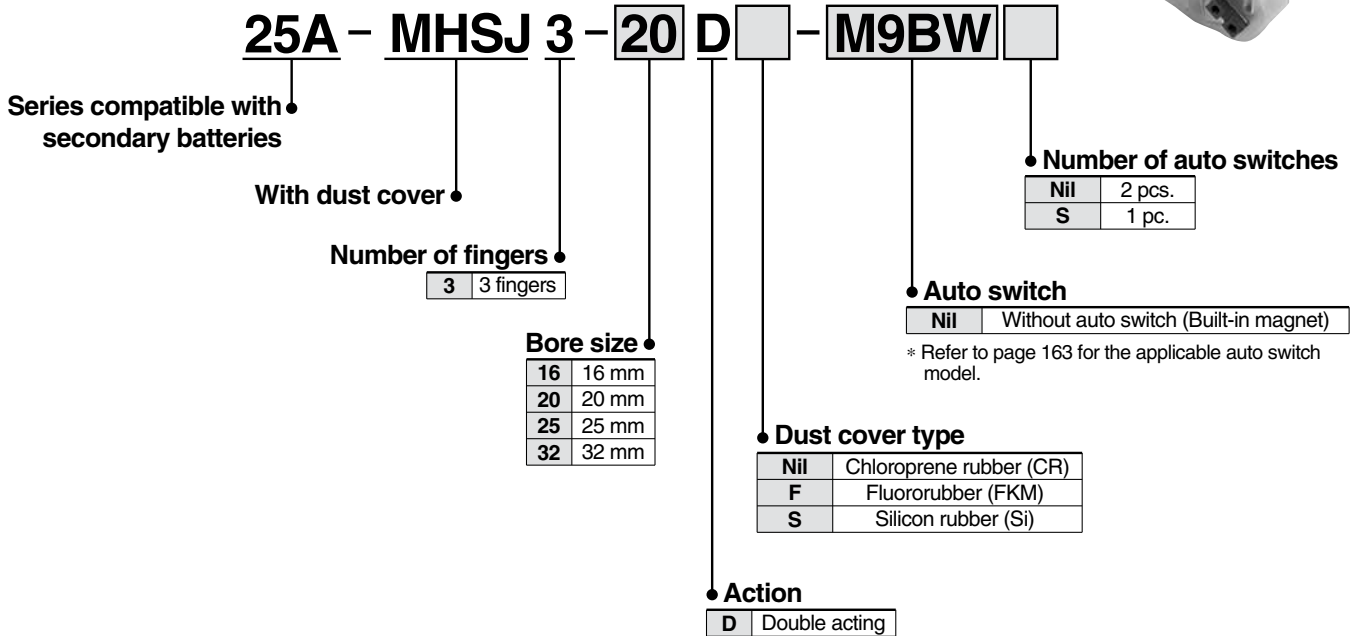 25A - MHSJ 3 - 20 D - M9BW
Series compatible with
secondary batteries
With dust cover
Number of fingers
3 3 fingers
Bore size
16 16 mm
20 20 mm
25 25 mm
32 32 mm
Number of auto switches
Nil 2 pcs.
S 1 pc.
Auto switch
Nil Without auto switch (Built-in magnet)
* Refer to page 163 for the applicable auto switch
model.
Dust cover type
Nil Chloroprene rubber (CR)
F Fluororubber (FKM)
S Silicon rubber (Si)
Action
D Double acting